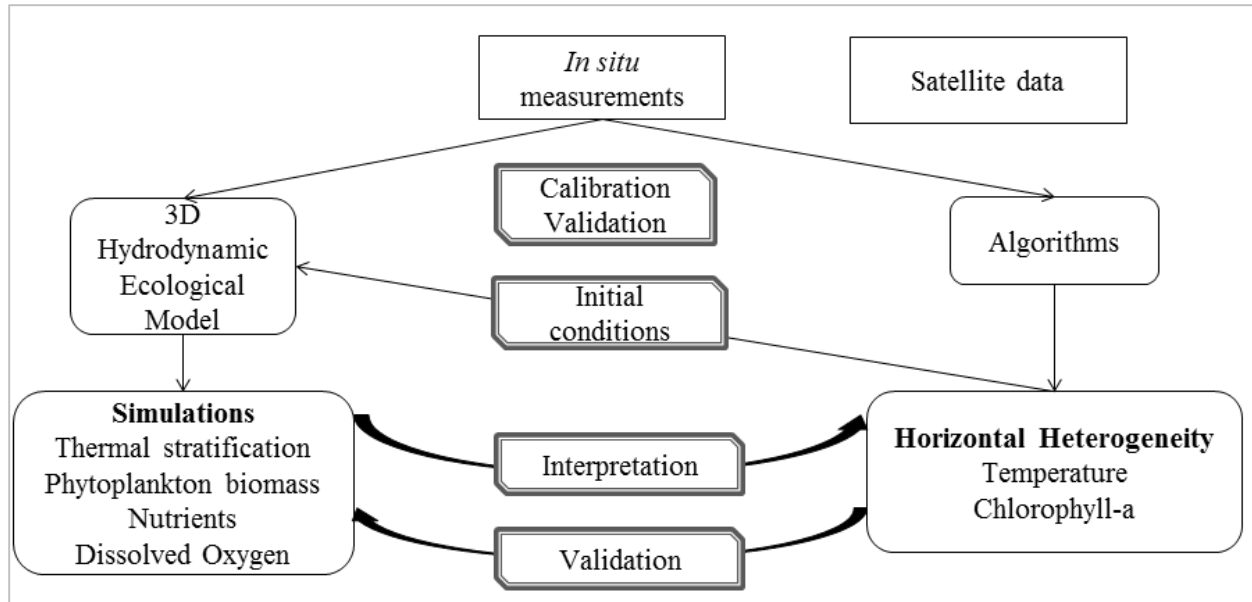 In situ
measurements
Satellite data
Calibration
Validation
3D
Hydrodynamic
Ecological
Model
Algorithms
Initial
conditions
Simulations
Thermal stratification
Phytoplankton biomass
Nutrients
Dissolved Oxygen
Interpretation
Validation
Horizontal Heterogeneity
Temperature
Chlorophyll-a